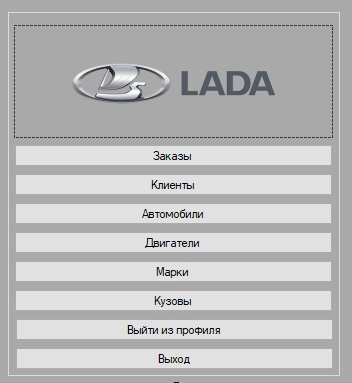 LADA
Заказы
Клиенты
Автомобили
Двигатели
Марки
Кузовы
Выйти из профиля
Выход